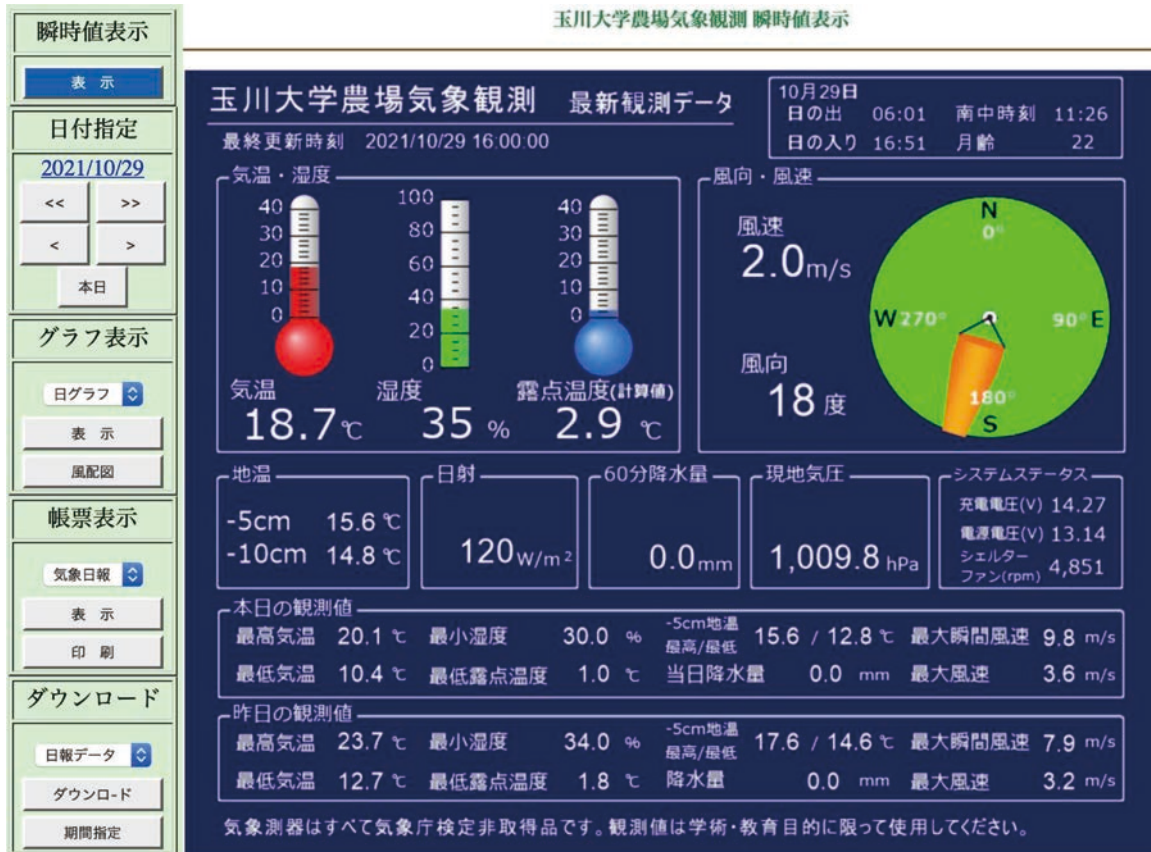 瞬時値表示
表 示
日付指定
2021/10/29
<< >>
< >
本日
グラフ表示
日グラフ
表 示
風配図
帳票表示
気象日報
表 示
印 刷
ダウンロード
日報データ
ダウンロード
期間指定
玉川大学農場気象観測 瞬時値表示
玉川大学農場気象観測 最新観測データ
最終更新時刻 2021/10/29 16:00:00
10月29日
日の出 06:01 南中時刻 11:26
日の入り 16:51 月齢 22
気温・湿度
40 100 40
30 80 30
20 60 20
10 40 10
0 20 0
0
気温 湿度 露点温度(計算値)
18.7℃ 35 % 2.9 ℃
風向・風速
風速
2.0m/s
風向
18 度
N
0°
W 270° 90° E
180°
S
地温
-5cm 15.6 ℃
-10cm 14.8 ℃
日射
120W/m²
60分降水量
0.0mm
現地気圧
1,009.8 hPa
システムステータス
充電電圧(V) 14.27
電源電圧(V) 13.14
シェルター
ファン(rpm) 4,851
本日の観測値
最高気温 20.1 ℃ 最小湿度 30.0 % -5cm地温 最高/最低 15.6 / 12.8 ℃ 最大瞬間風速 9.8 m/s
最低気温 10.4 ℃ 最低露点温度 1.0 ℃ 当日降水量 0.0 mm 最大風速 3.6 m/s
昨日の観測値
最高気温 23.7 ℃ 最小湿度 34.0 % -5cm地温 最高/最低 17.6 / 14.6 ℃ 最大瞬間風速 7.9 m/s
最低気温 12.7 ℃ 最低露点温度 1.8 ℃ 降水量 0.0 mm 最大風速 3.2 m/s
気象測器はすべて気象庁検定非取得品です。観測値は学術・教育目的に限って使用してください。